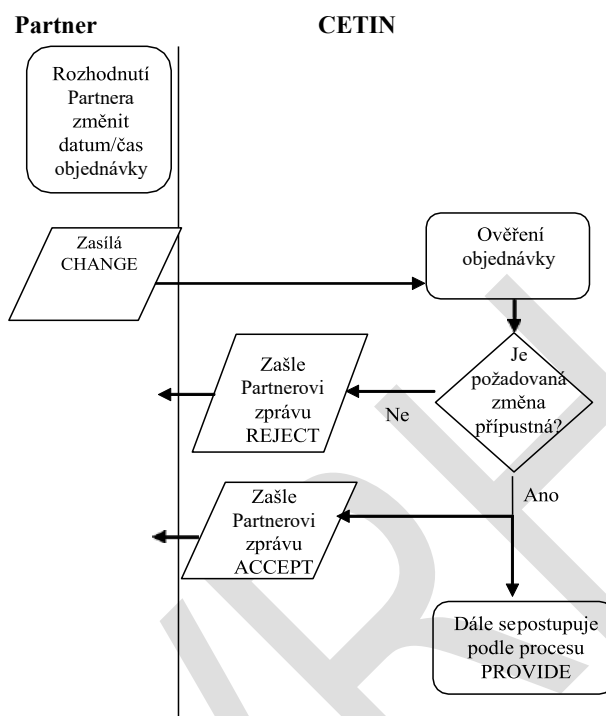 Partner
CETIN
Rozhodnutí
Partnera
změnit
datum/čas
objednávky
Zasílá
CHANGE
Ověření
objednávky
Je
požadovaná
změna
přípustná?
Ne
Zašle
Partnerovi
zprávu
REJECT
Ano
Zašle
Partnerovi
zprávu
ACCEPT
Dále sepostupuje
podle procesu
PROVIDE